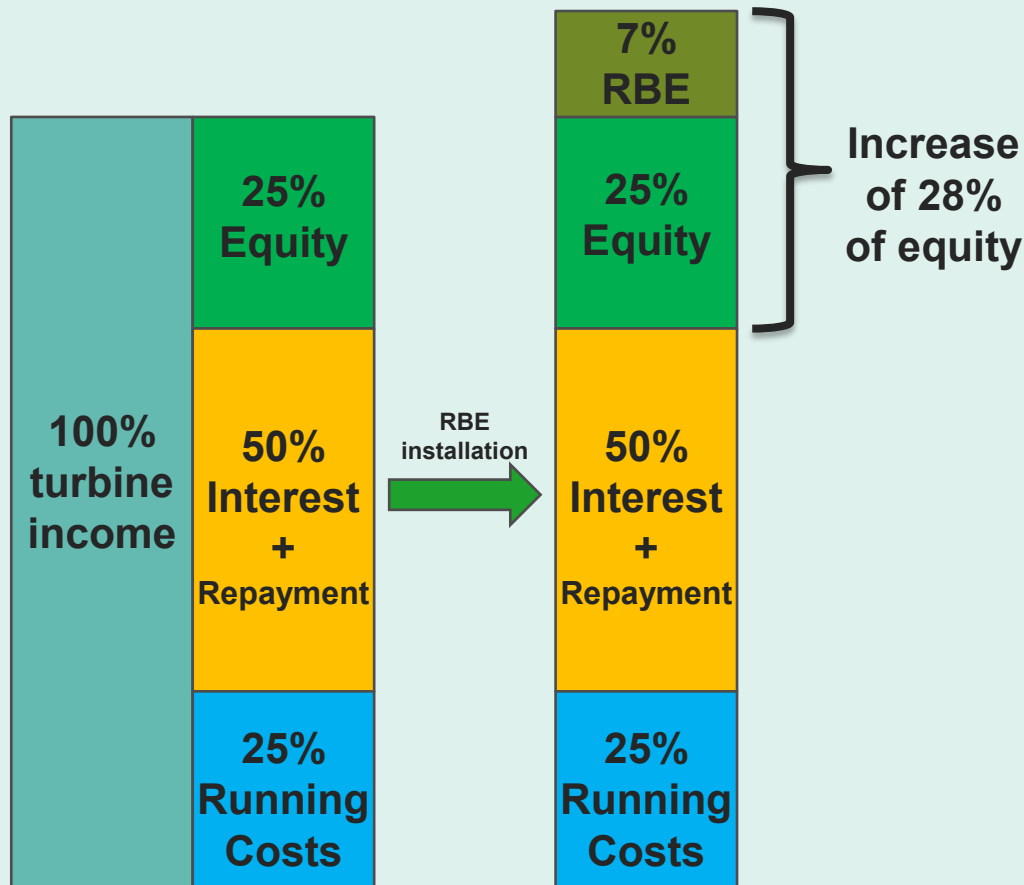 100%
turbine
income
25%
Equity
50%
Interest
+
Repayment
25%
Running
Costs
RBE
installation
7%
RBE
25%
Equity
50%
Interest
+
Repayment
25%
Running
Costs
Increase
of 28%
of equity